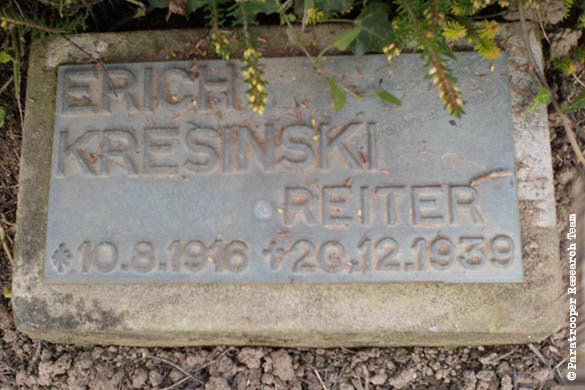 ERICH
KRESINSKI
REITER
* 10.8.1916 † 20.12.1939
© Paratrooper Research Team